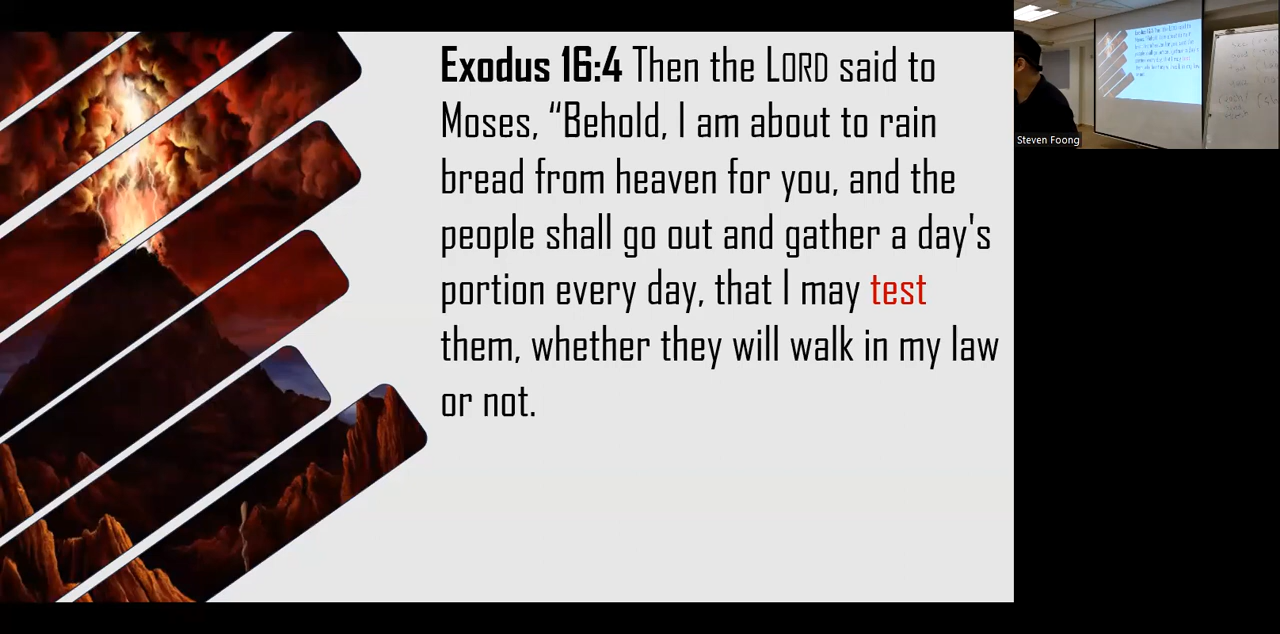 Exodus 16:4 Then the LORD said to
Moses, “Behold, I am about to rain
bread from heaven for you, and the
people shall go out and gather a day's
portion every day, that I may test
them, whether they will walk in my law
or not.
Steven Foong